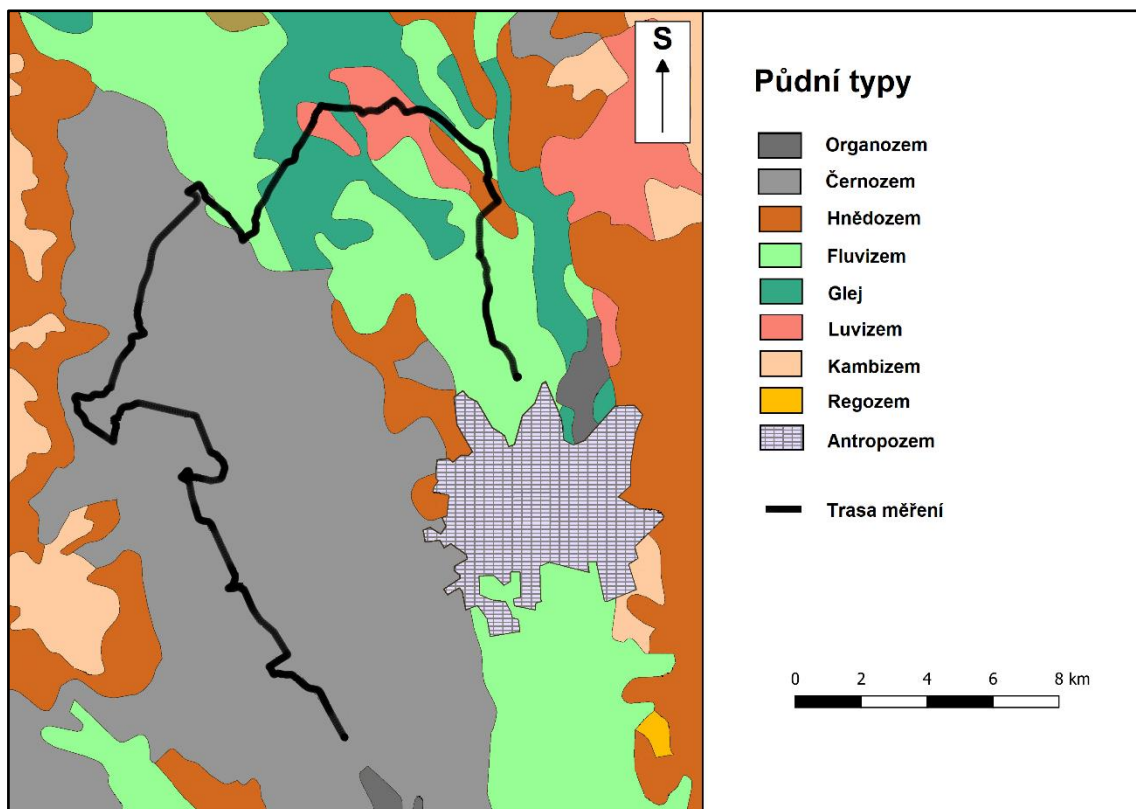 S
Půdní typy
Organozem
Černozem
Hnědozem
Fluvizem
Glej
Luvizem
Kambizem
Regozem
Antropozem
Trasa měření
0 2 4 6 8 km